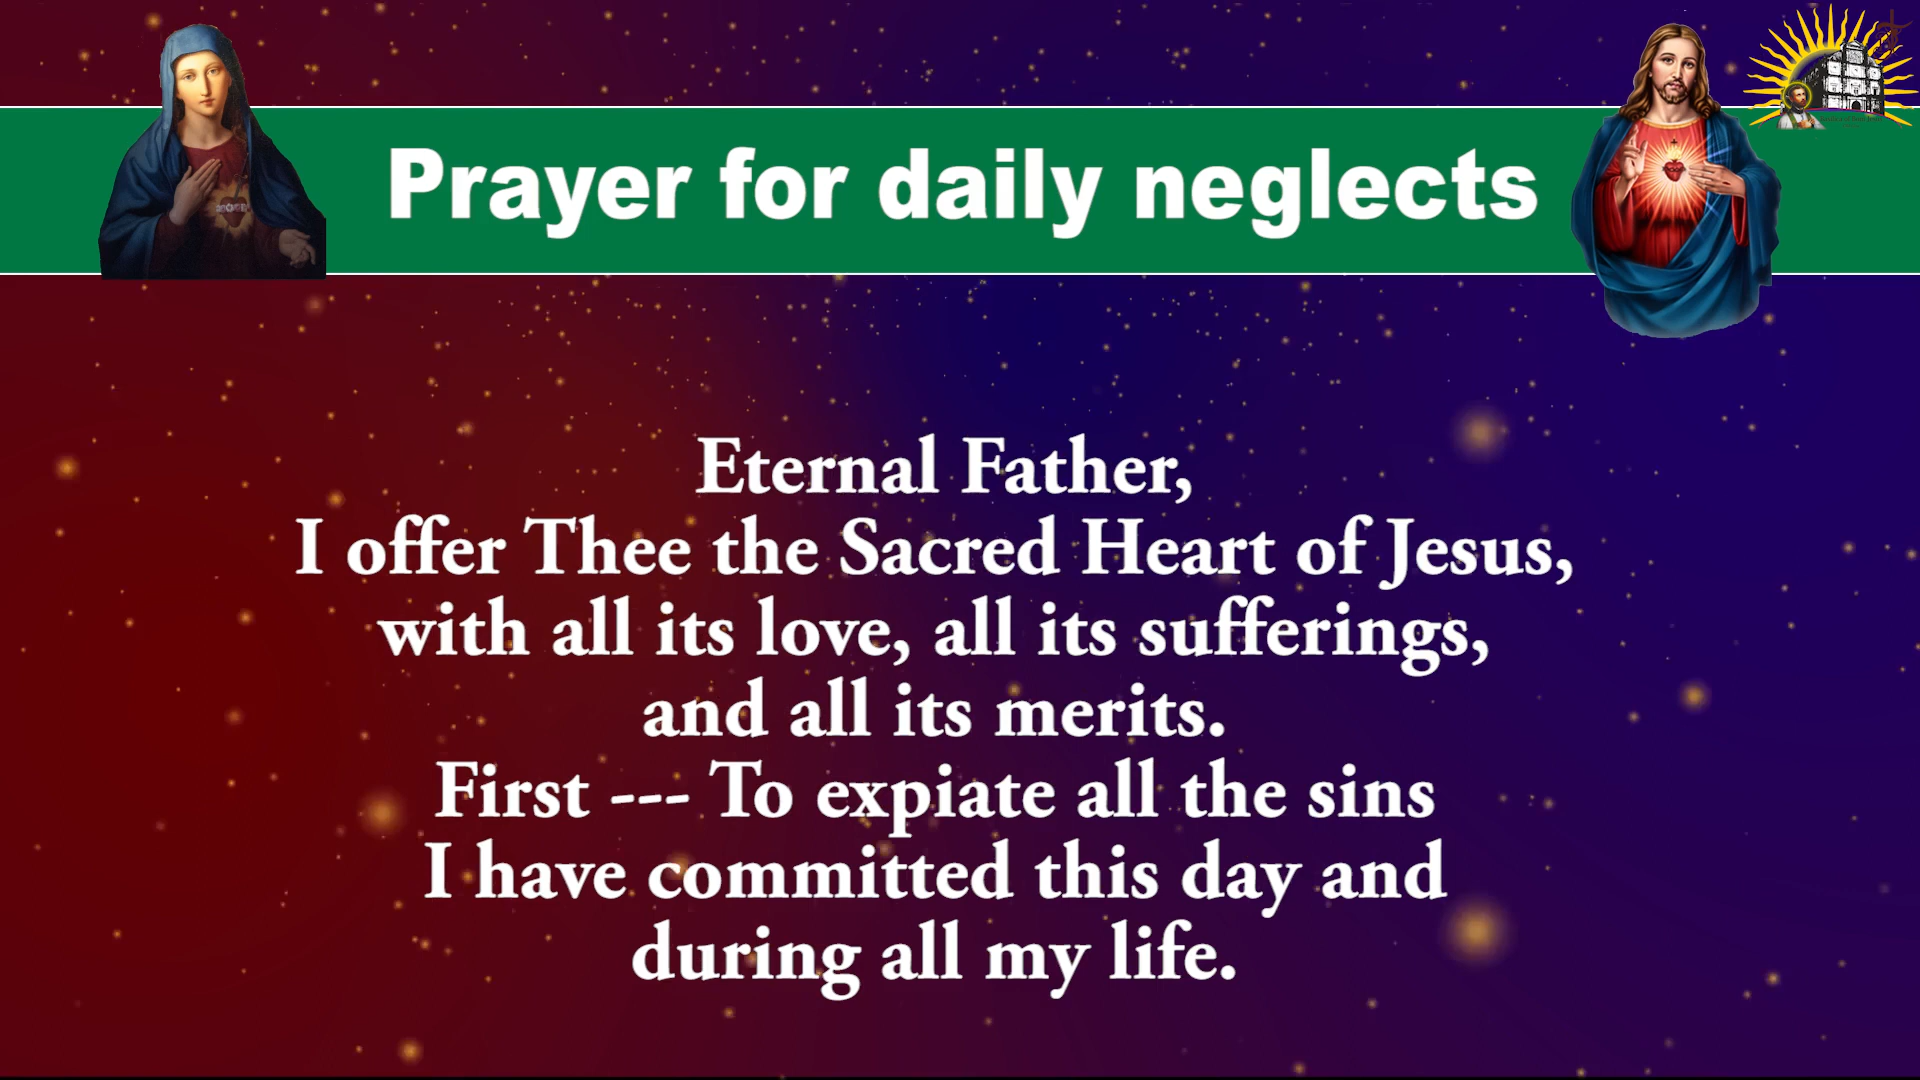 Prayer for daily neglects
Eternal Father,
I offer Thee the Sacred Heart of Jesus,
with all its love, all its sufferings,
and all its merits.
First --- To expiate all the sins
I have committed this day and
during all my life.